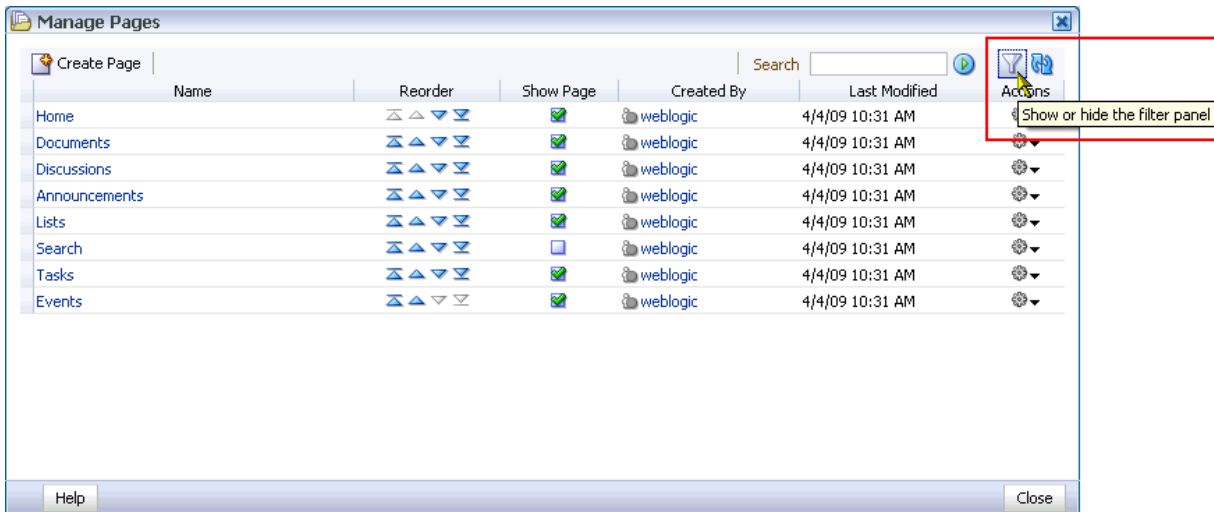 Manage Pages
Create Page Search
Name Reorder Show Page Created By Last Modified Actions
Show or hide the filter panel
Home weblogic 4/4/09 10:31 AM
Documents weblogic 4/4/09 10:31 AM
Discussions weblogic 4/4/09 10:31 AM
Announcements weblogic 4/4/09 10:31 AM
Lists weblogic 4/4/09 10:31 AM
Search weblogic 4/4/09 10:31 AM
Tasks weblogic 4/4/09 10:31 AM
Events weblogic 4/4/09 10:31 AM
Help Close